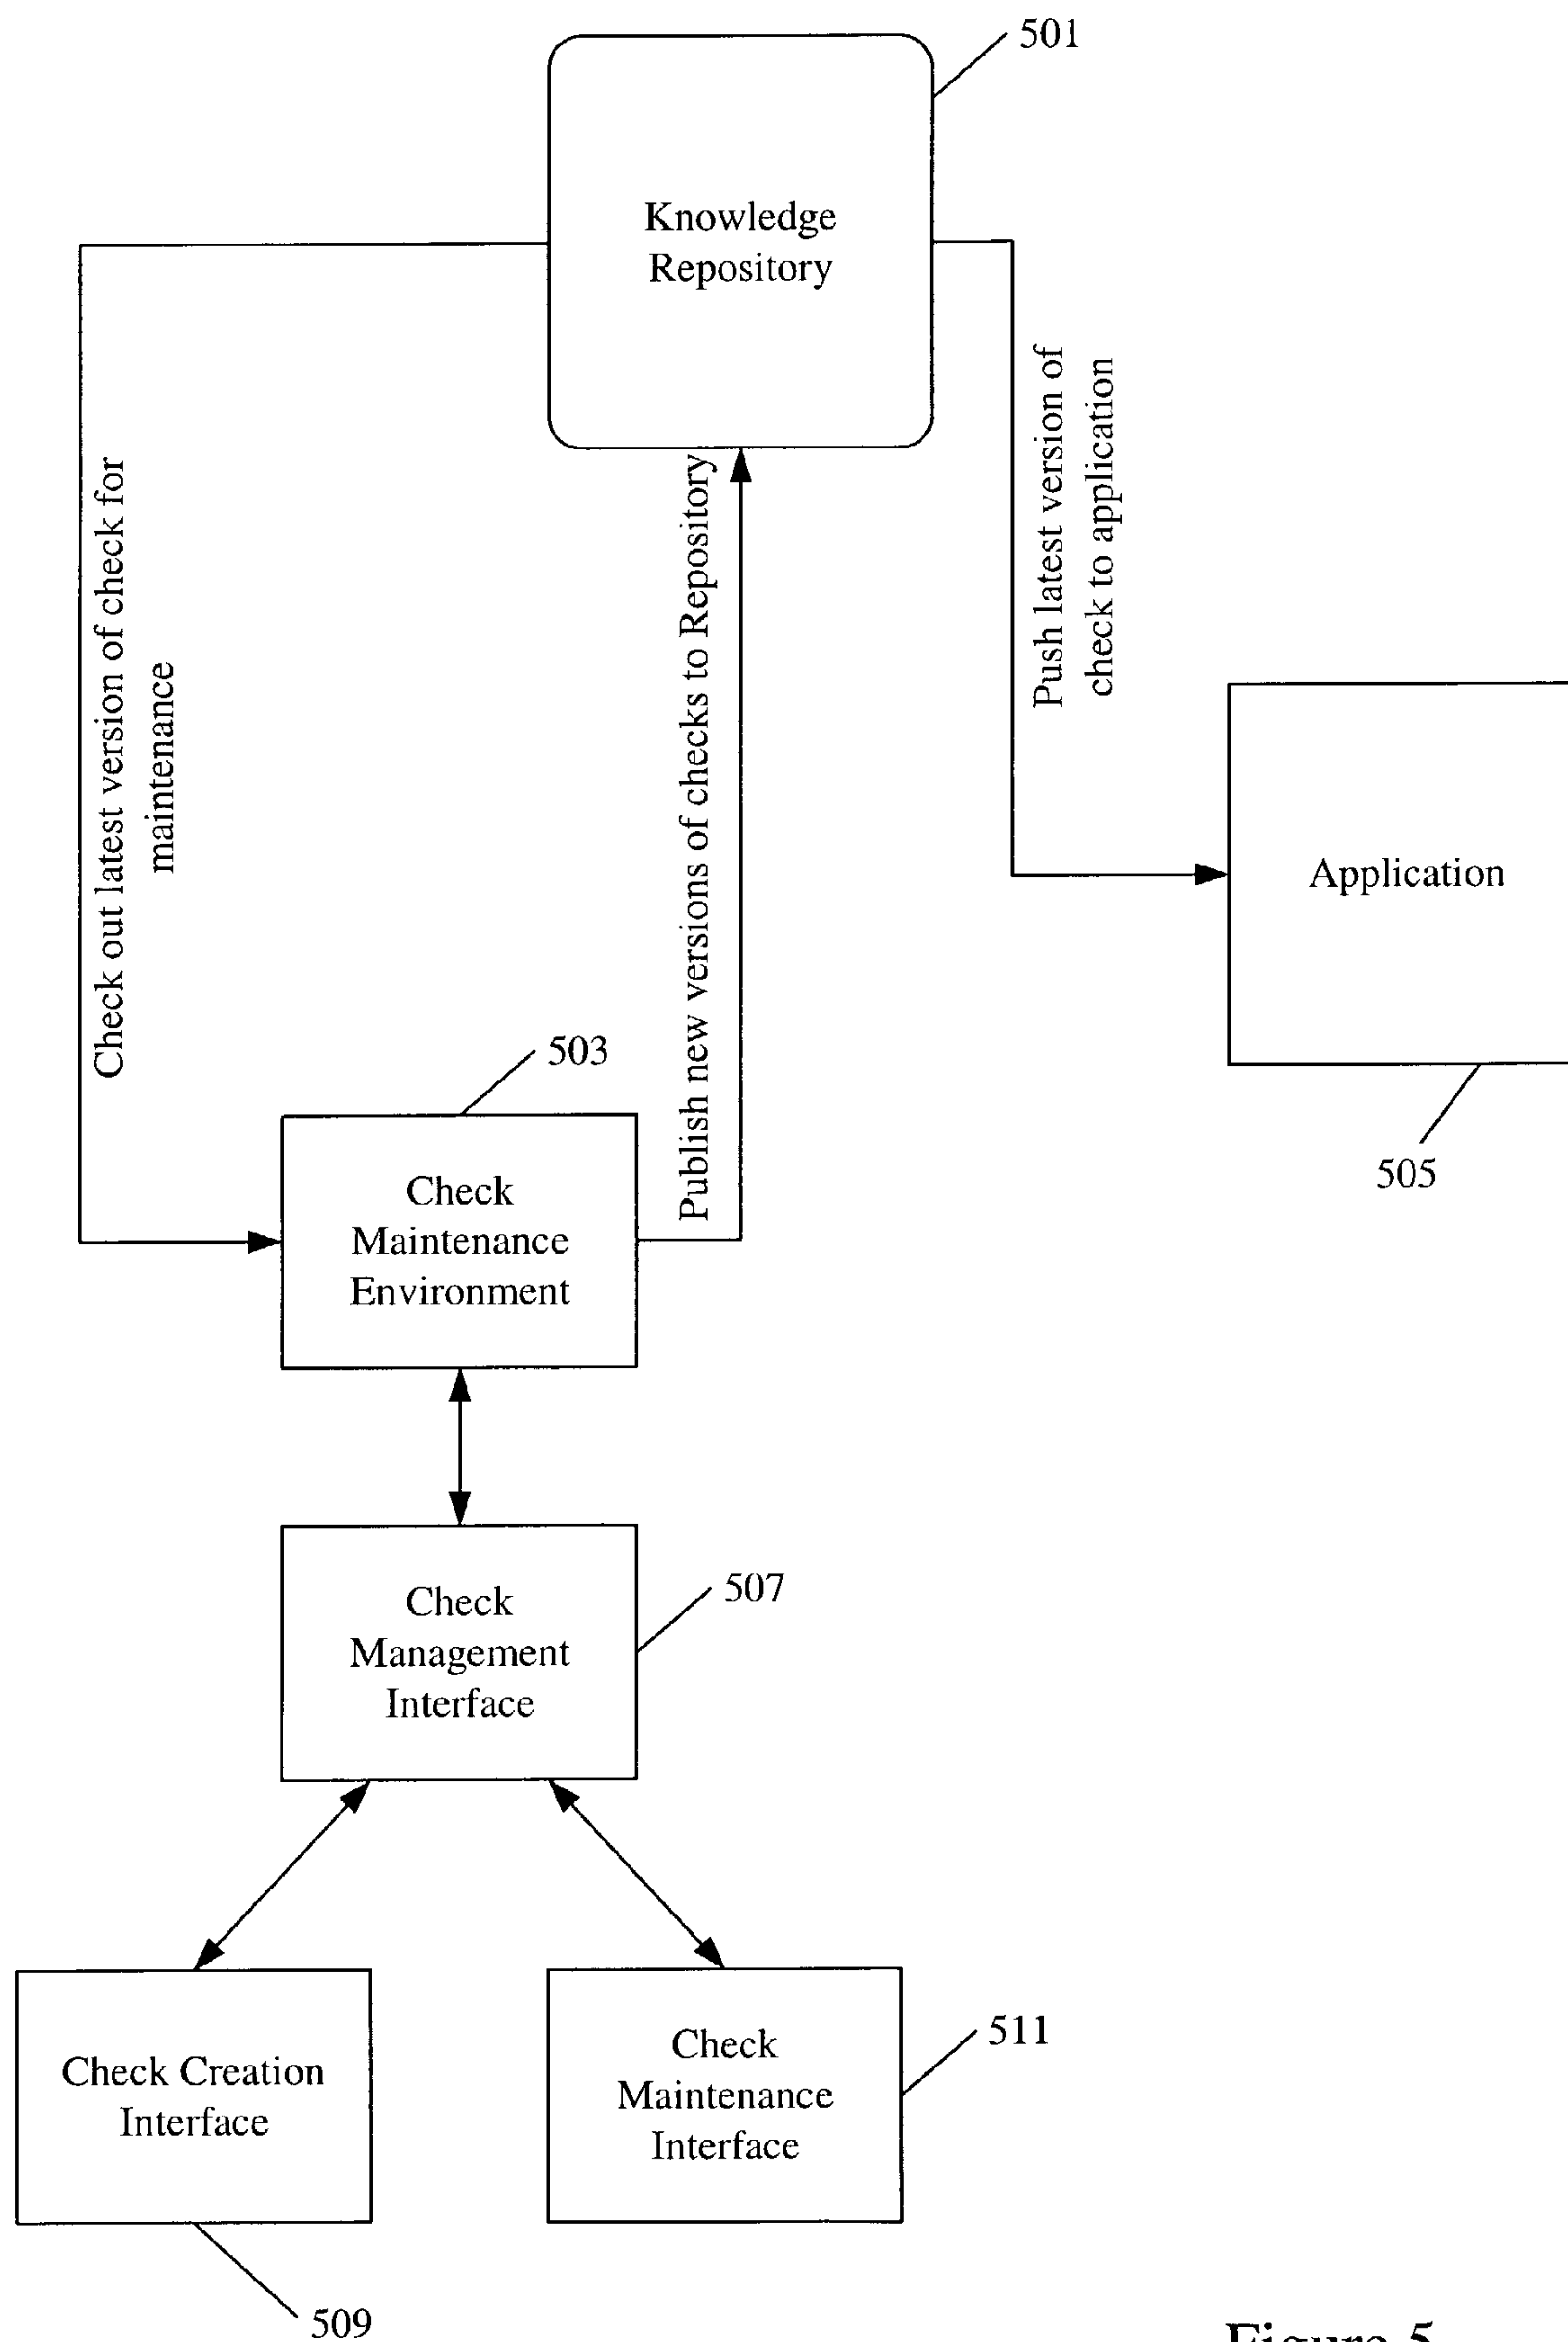 501
Knowledge
Repository
Check out latest version of check for
maintenance
Publish new versions of checks to Repository
Push latest version of
check to application
Application
505
503
Check
Maintenance
Environment
Check
Management
Interface
507
Check Creation
Interface
509
Check
Maintenance
Interface
511
Figure 5